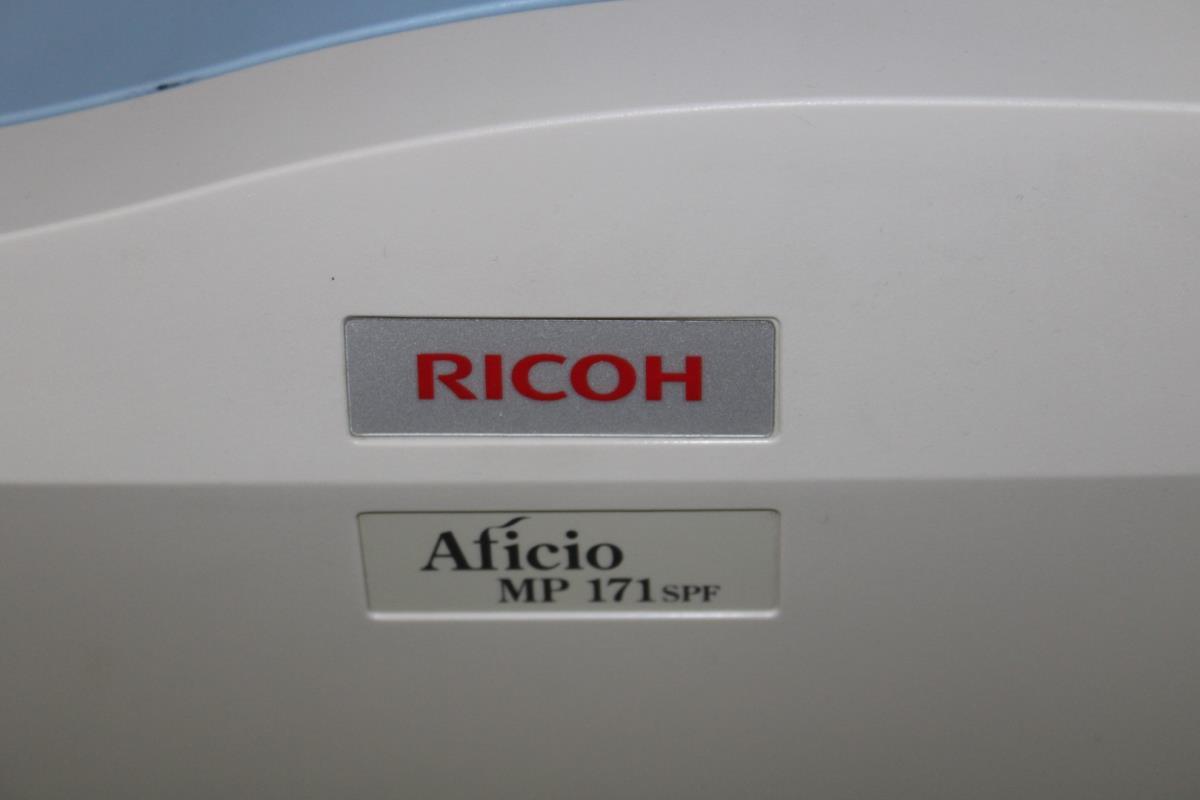 RICOH
Aficio
MP 171 SPF